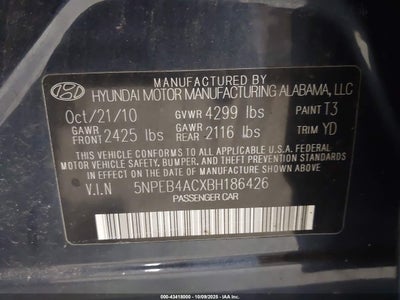 MANUFACTURED BY
HYUNDAI MOTOR MANUFACTURING ALABAMA, LLC
Oct/21/10 GVWR 4299 lbs PAINT T3
GAWR FRONT 2425 lbs GAWR REAR 2116 lbs TRIM YD
THIS VEHICLE CONFORMS TO ALL APPLICABLE U.S. FEDERAL
MOTOR VEHICLE SAFETY, BUMPER, AND THEFT PREVENTION
STANDARDS IN EFFECT ON THE DATE OF MANUFACTURE SHOWN ABOVE.
V.I.N 5NPEB4ACXBH186426
PASSENGER CAR
000-43418000 - 10/09/2025 - IAA Inc.